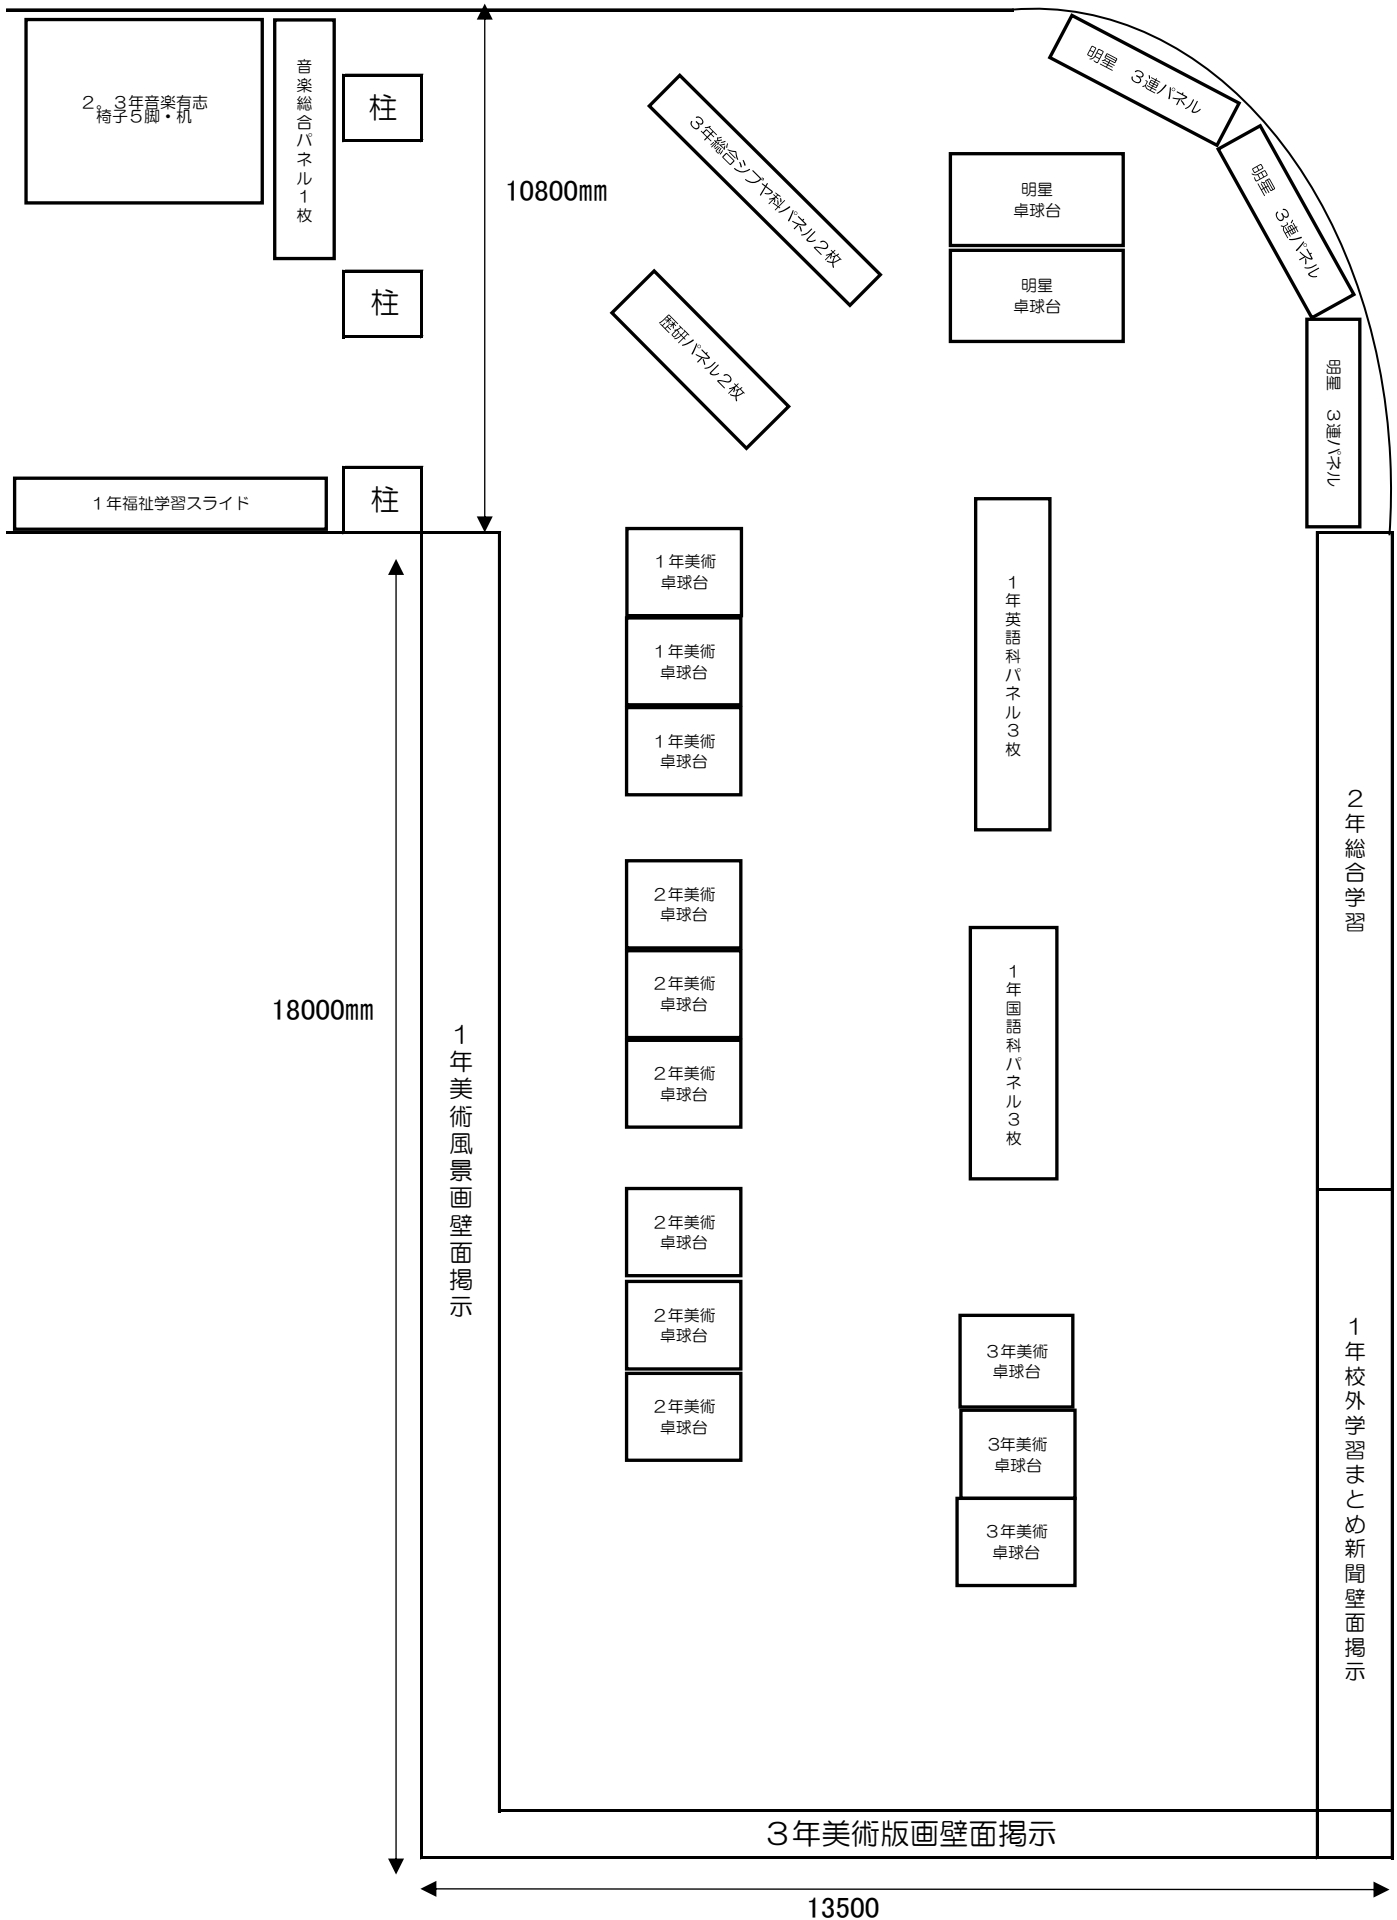 ２。３年音楽有志
椅子５脚・机
音楽総合パネル１枚
柱
柱
柱
１年福祉学習スライド
10800mm
３年総合シブヤ科パネル２枚
歴研パネル２枚
明星
卓球台
明星
卓球台
明星　３連パネル
明星　３連パネル
明星　３連パネル
１年美術
卓球台
１年美術
卓球台
１年美術
卓球台
２年美術
卓球台
２年美術
卓球台
２年美術
卓球台
２年美術
卓球台
２年美術
卓球台
２年美術
卓球台
１年英語科パネル３枚
１年国語科パネル３枚
３年美術
卓球台
３年美術
卓球台
３年美術
卓球台
２年総合学習
１年校外学習まとめ新聞壁面掲示
18000mm
１年美術風景画壁面掲示
３年美術版画壁面掲示
13500